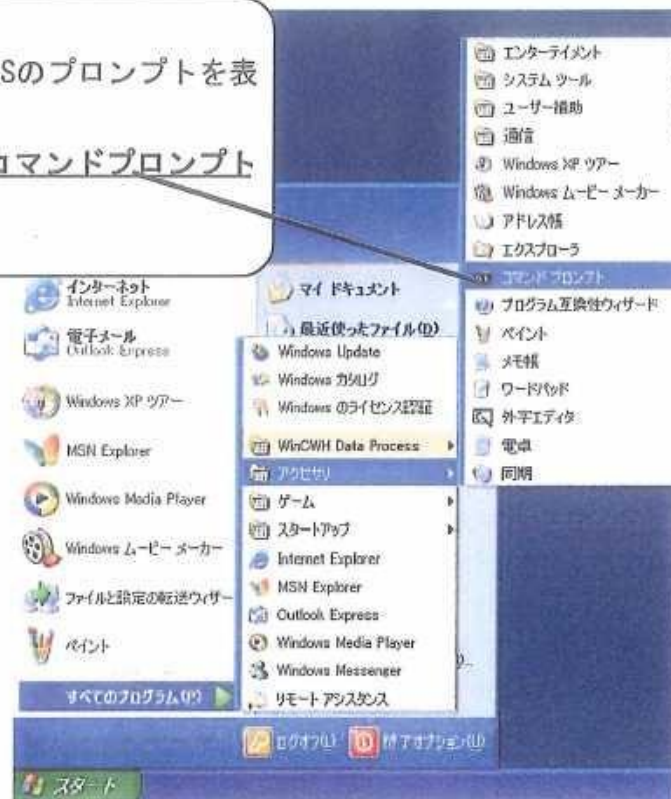 Sのプロンプトを表
コマンドプロンプト
インターネット
Internet Explorer
電子メール
Outlook Express
Windows XP ツアー
MSN Explorer
Windows Media Player
Windows ムービー メーカー
ファイルと設定の転送ウィザー
ペイント
すべてのプログラム(P)
マイ ドキュメント
最近使ったファイル(D)
Windows Update
Windows カタログ
Windows のライセンス認証
WinCWH Data Process
アクセサリ
ゲーム
スタートアップ
Internet Explorer
MSN Explorer
Outlook Express
Windows Media Player
Windows Messenger
リモート アシスタンス
エンターテイメント
システム ツール
ユーザー補助
通信
Windows XP ツアー
Windows ムービー メーカー
アドレス帳
エクスプローラ
コマンド プロンプト
プログラム互換性ウィザード
ペイント
メモ帳
ワードパッド
外字エディタ
電卓
同期
ログオフ(L)
終了オプション(U)
スタート